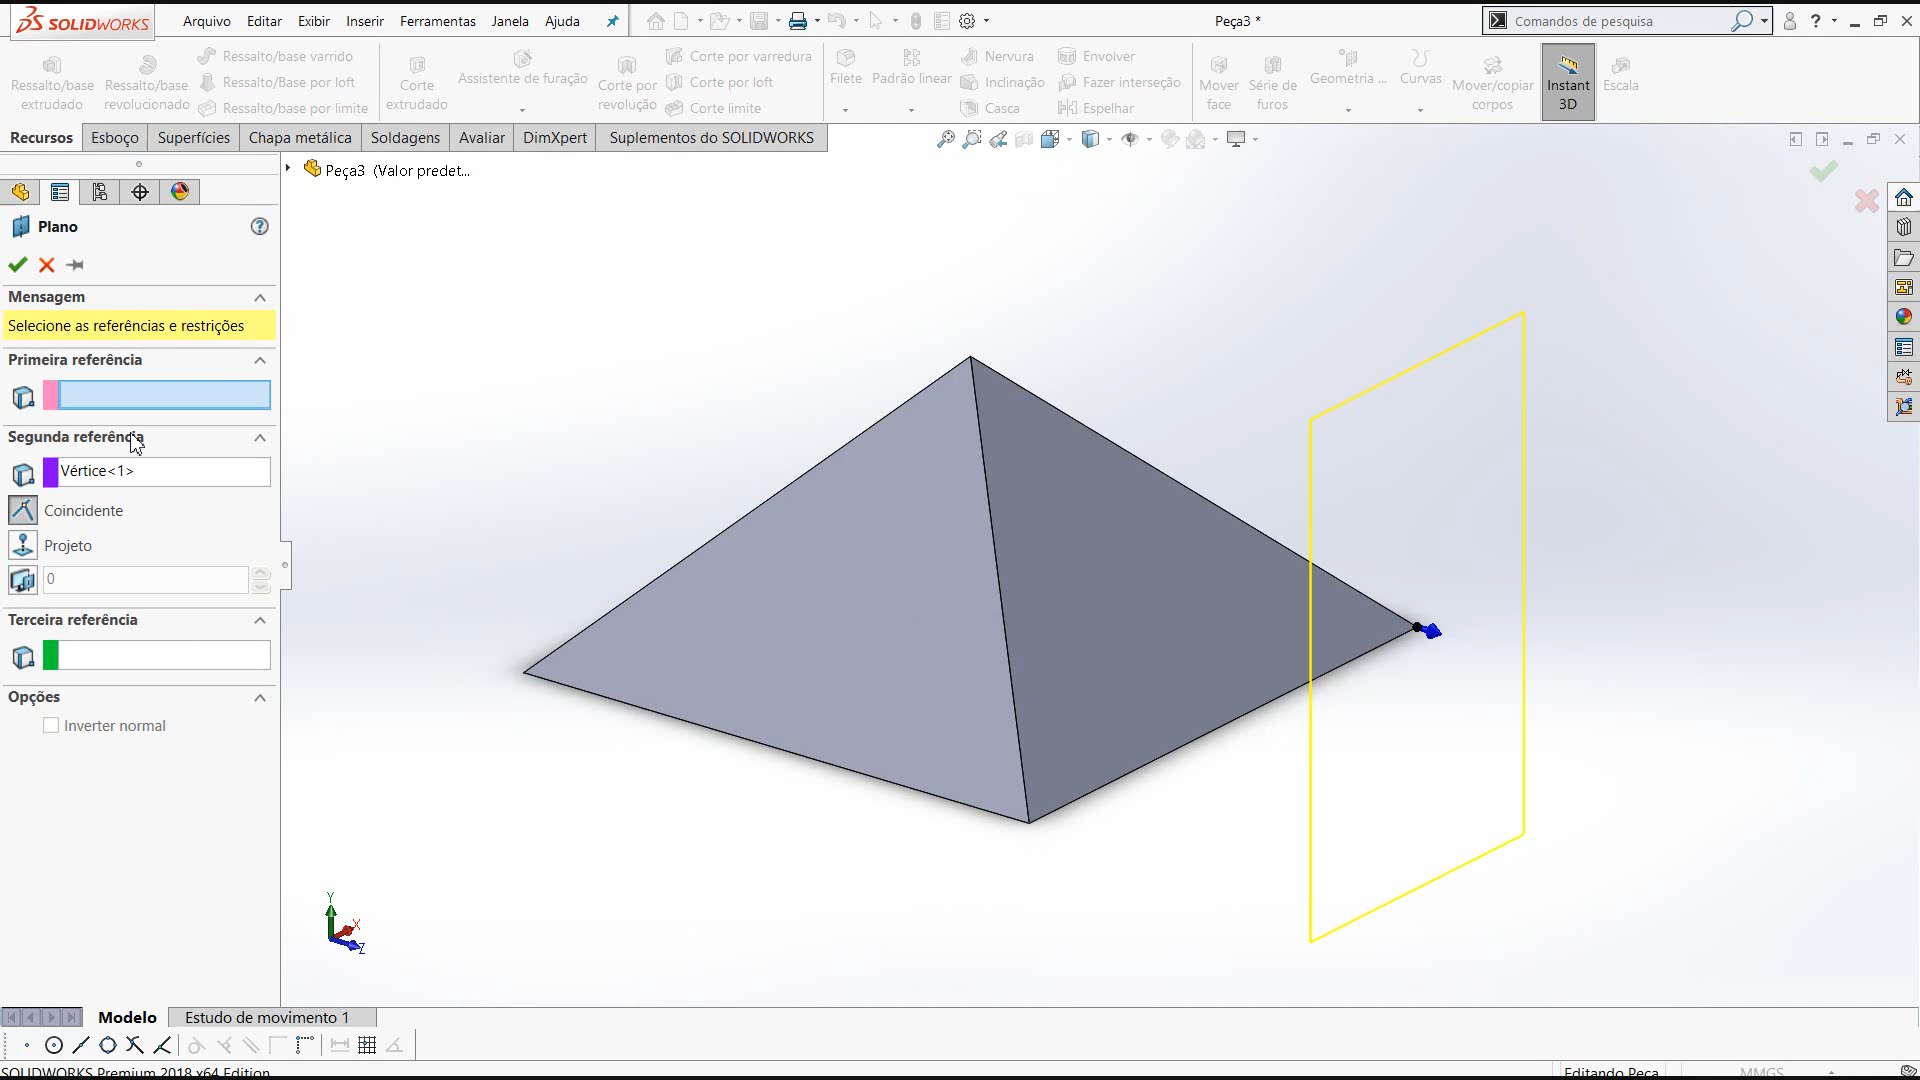 SOLIDWORKS
Arquivo Editar Exibir Inserir Ferramentas Janela Ajuda
Peça3 *
Comandos de pesquisa
Ressalto/base extrudado
Ressalto/base revolucionado
Ressalto/base varrido
Ressalto/Base por loft
Ressalto/base por limite
Corte extrudado
Assistente de furação
Corte por revolução
Corte por varredura
Corte por loft
Corte limite
Filete
Padrão linear
Nervura
Inclinação
Casca
Envolver
Fazer interseção
Espelhar
Mover face
Série de furos
Geometria ...
Curvas
Mover/copiar corpos
Instant 3D
Escala
Recursos Esboço Superfícies Chapa metálica Soldagens Avaliar DimXpert Suplementos do SOLIDWORKS
Peça3 (Valor predet...
Plano
Mensagem
Selecione as referências e restrições
Primeira referência
Segunda referência
Vértice<1>
Coincidente
Projeto
0
Terceira referência
Opções
Inverter normal
Y
X
Z
Modelo Estudo de movimento 1
SOLIDWORKS Premium 2018 x64 Edition
Editando Peça
MMGS